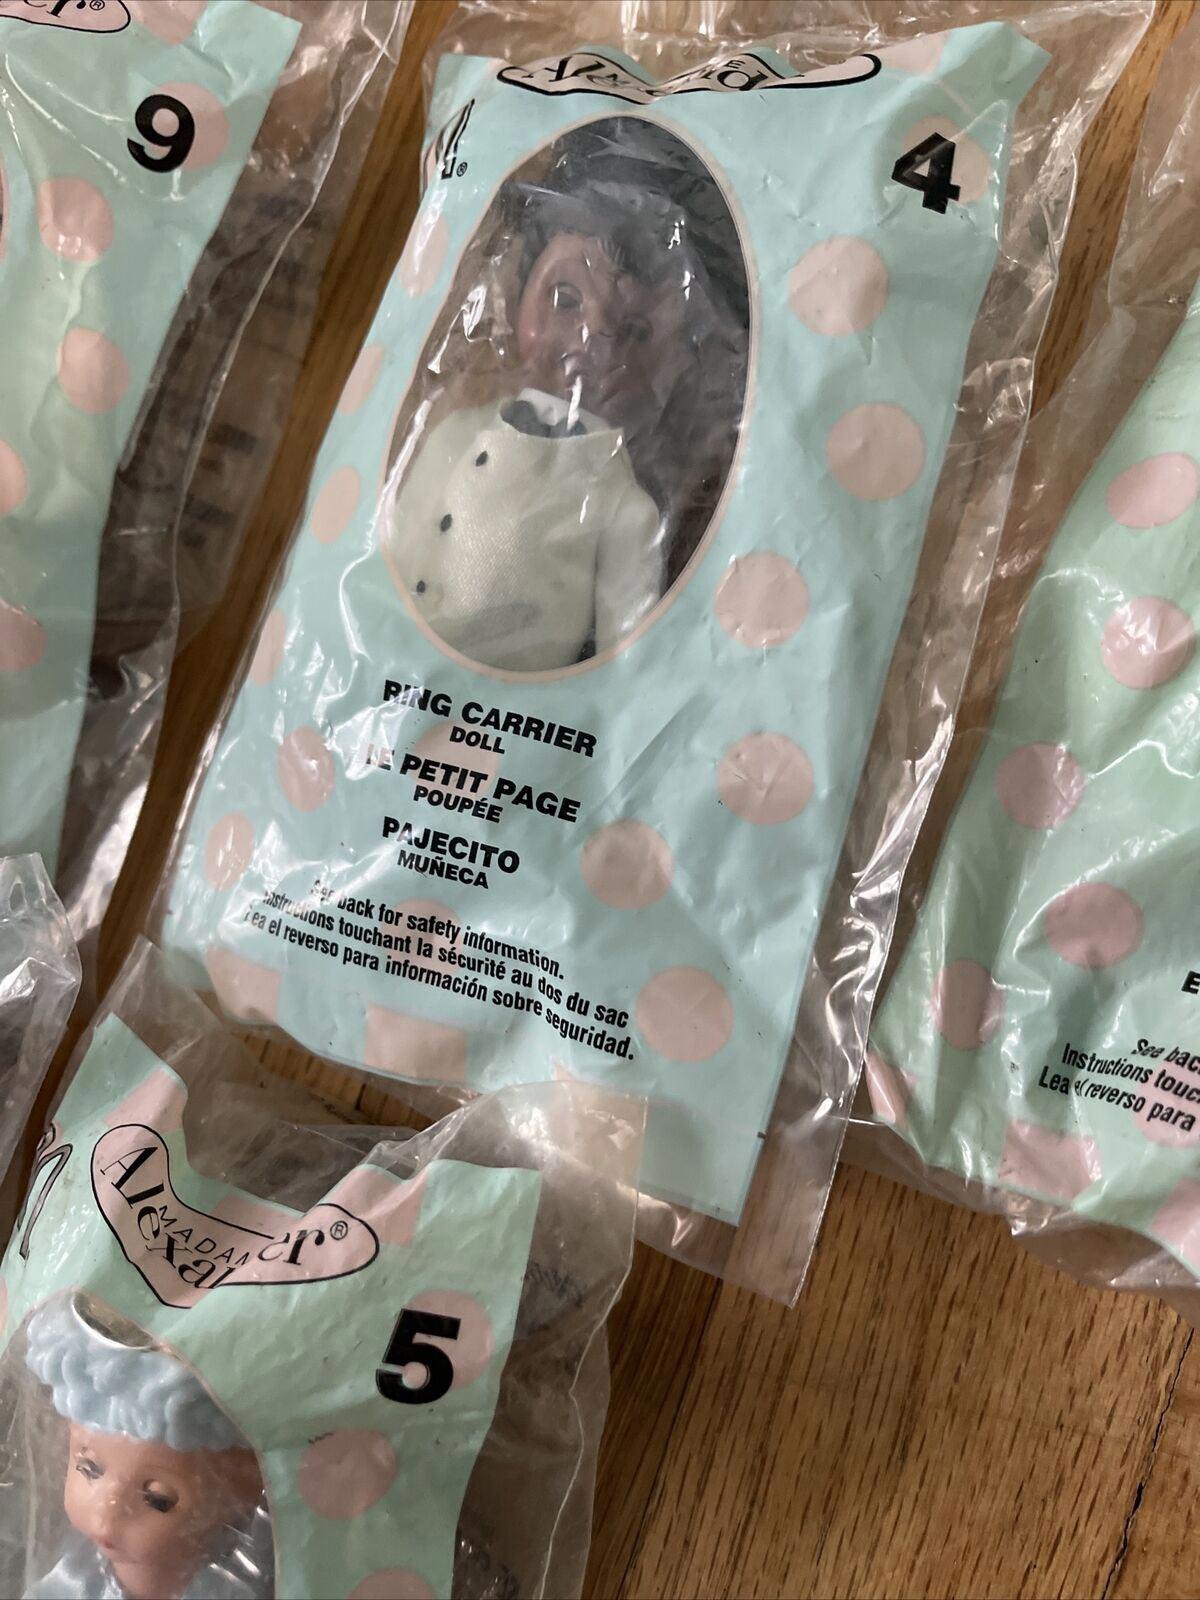 9
4
RING CARRIER
DOLL
LE PETIT PAGE
POUPÉE
PAJECITO
MUÑECA
See back for safety information.
Instructions touchant la sécurité au dos du sac
Lea el reverso para información sobre seguridad.
MADAME
Alexander®
5
E
See bac
Instructions touc
Lea el reverso para